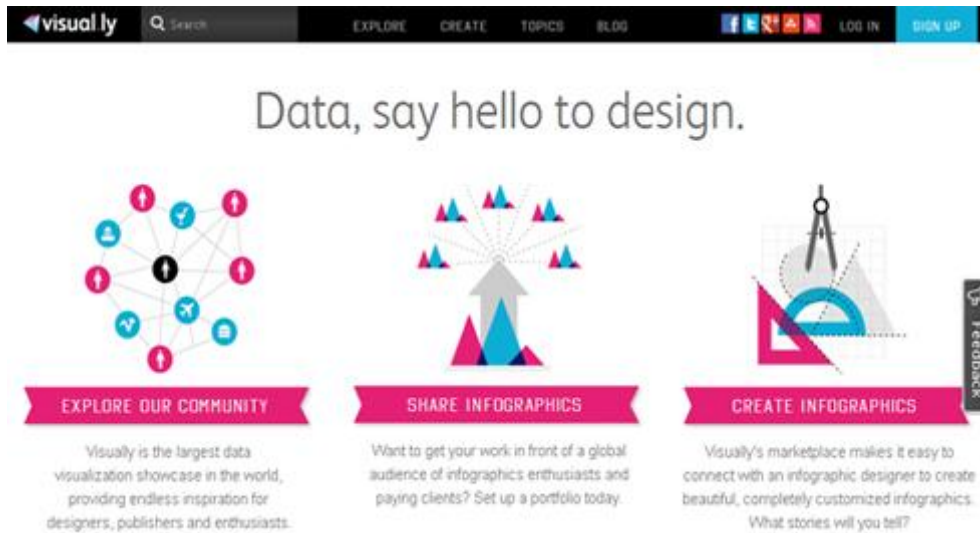 visual.ly
Search
EXPLORE CREATE TOPICS BLOG
LOG IN
SIGN UP
Data, say hello to design.
EXPLORE OUR COMMUNITY
Visually is the largest data
visualization showcase in the world,
providing endless inspiration for
designers, publishers and enthusiasts.
SHARE INFOGRAPHICS
Want to get your work in front of a global
audience of infographics enthusiasts and
paying clients? Set up a portfolio today.
CREATE INFOGRAPHICS
Visually's marketplace makes it easy to
connect with an infographic designer to create
beautiful, completely customized infographics.
What stories will you tell?
Feedback